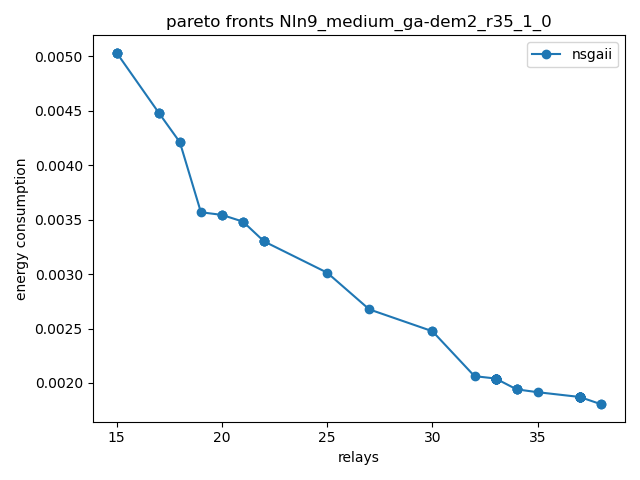 pareto fronts NIn9_medium_ga-dem2_r35_1_0
nsgaii
0.0050
0.0045
0.0040
0.0035
0.0030
0.0025
0.0020
energy consumption
15 20 25 30 35
relays